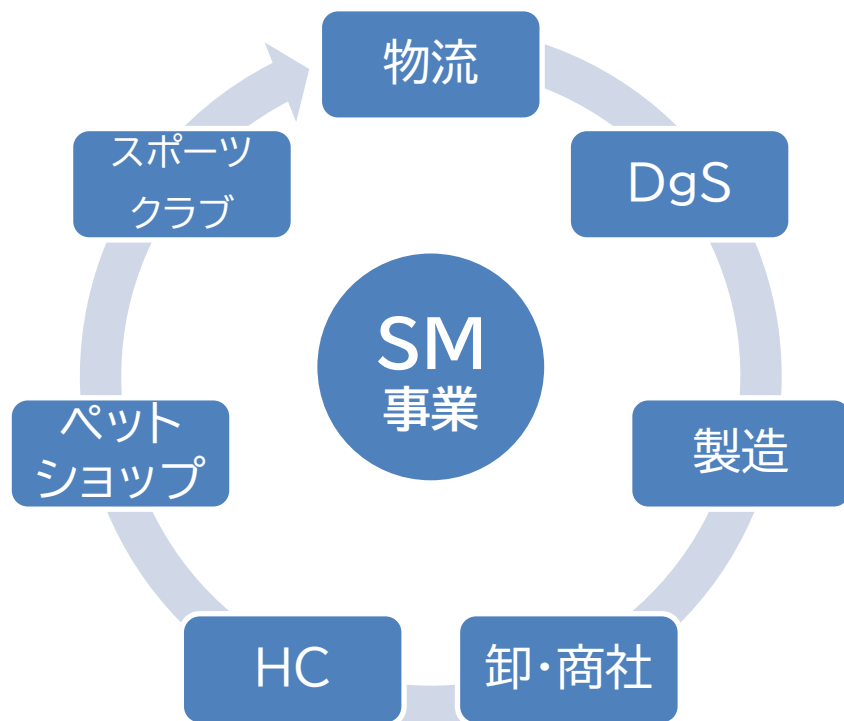 物流
DgS
製造
卸・商社
HC
ペット
ショップ
スポーツ
クラブ
SM
事業